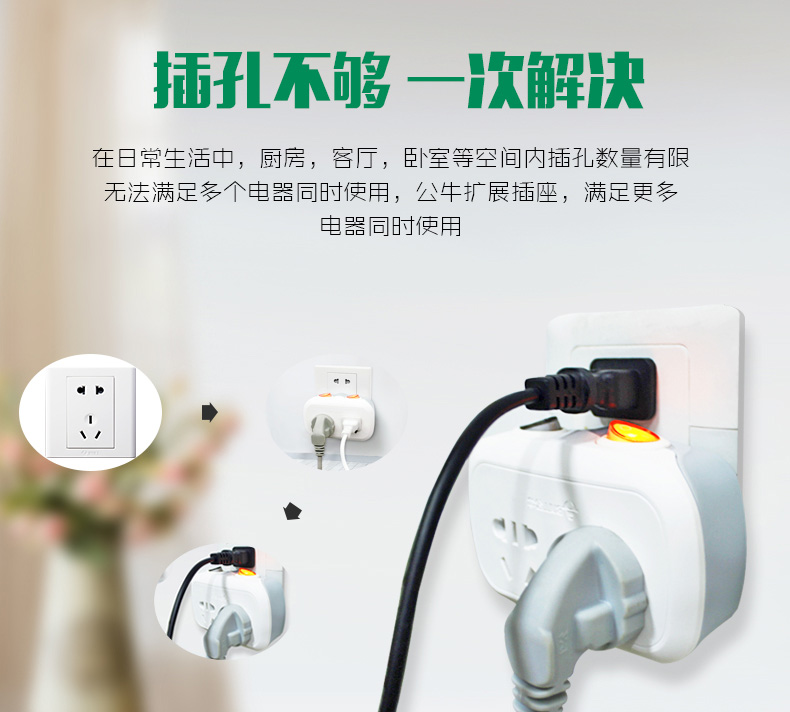 插孔不够 一次解决
在日常生活中，厨房，客厅，卧室等空间内插孔数量有限
无法满足多个电器同时使用，公牛扩展插座，满足更多
电器同时使用